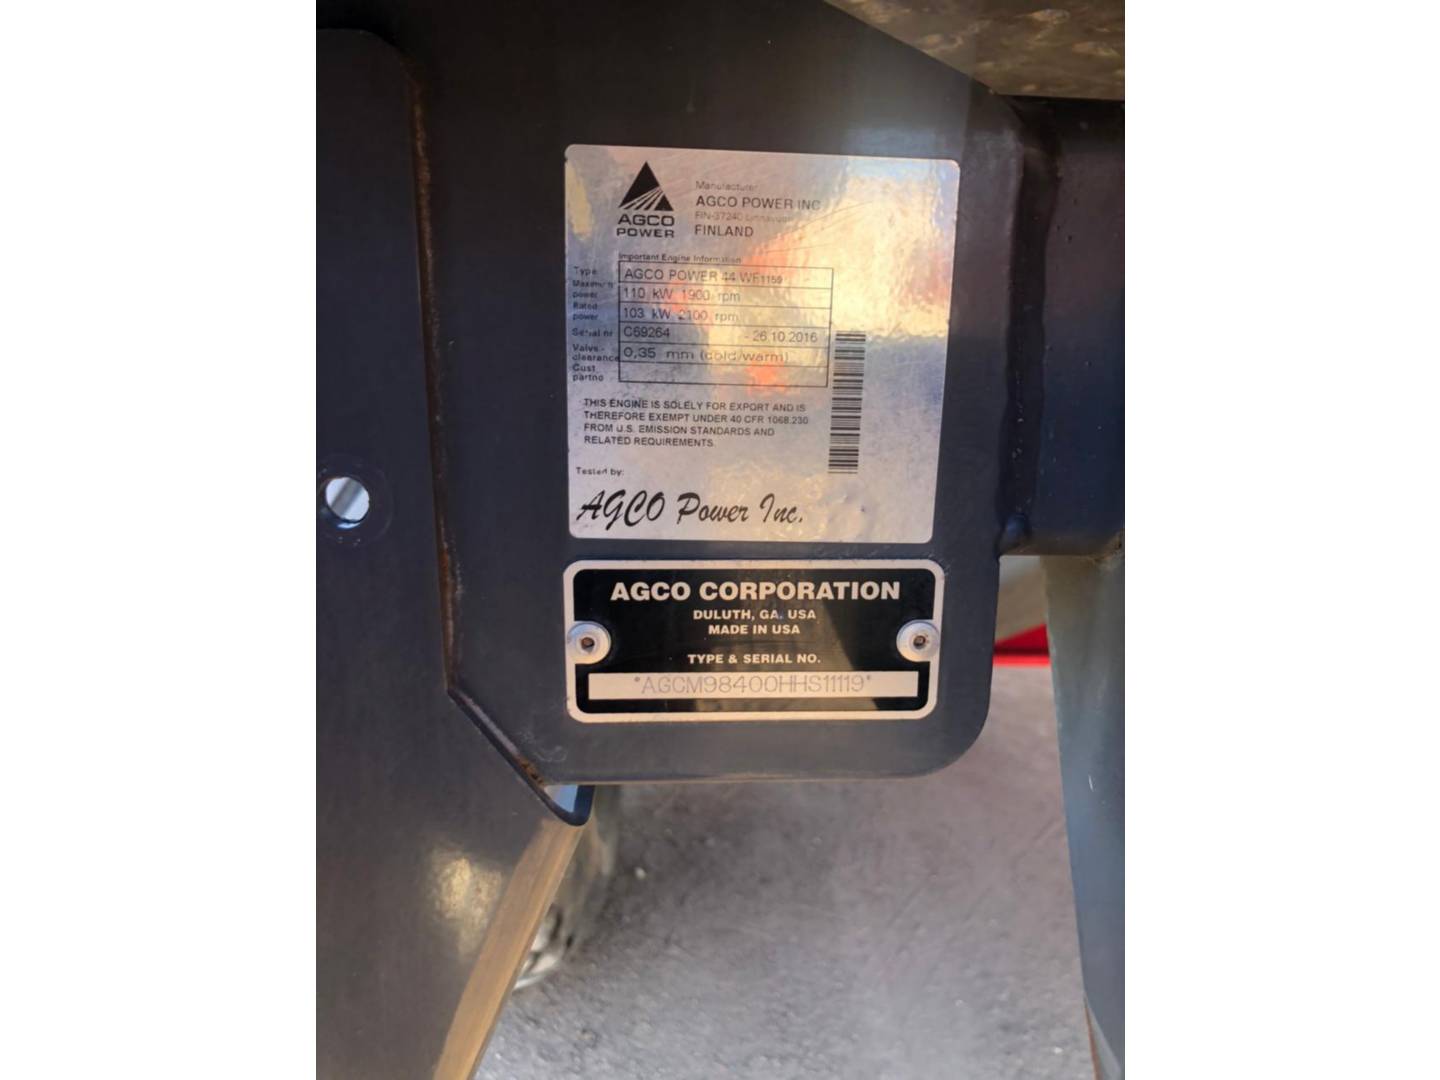 AGCO
POWER
Manufacturer
AGCO POWER INC
FIN-37240 Linnavuori
FINLAND
Important Engine Information
Type AGCO POWER 44 WF1159
Maximum power 110 kW 1900 rpm
Rated power 103 kW 2100 rpm
Serial nr C69264 - 26.10.2016
Valve-clearance 0,35 mm (cold/warm)
Cust partno
THIS ENGINE IS SOLELY FOR EXPORT AND IS
THEREFORE EXEMPT UNDER 40 CFR 1068.230
FROM U.S. EMISSION STANDARDS AND
RELATED REQUIREMENTS.
Tested by:
AGCO Power Inc.
AGCO CORPORATION
DULUTH, GA. USA
MADE IN USA
TYPE & SERIAL NO.
*AGCM98400HHS11119*